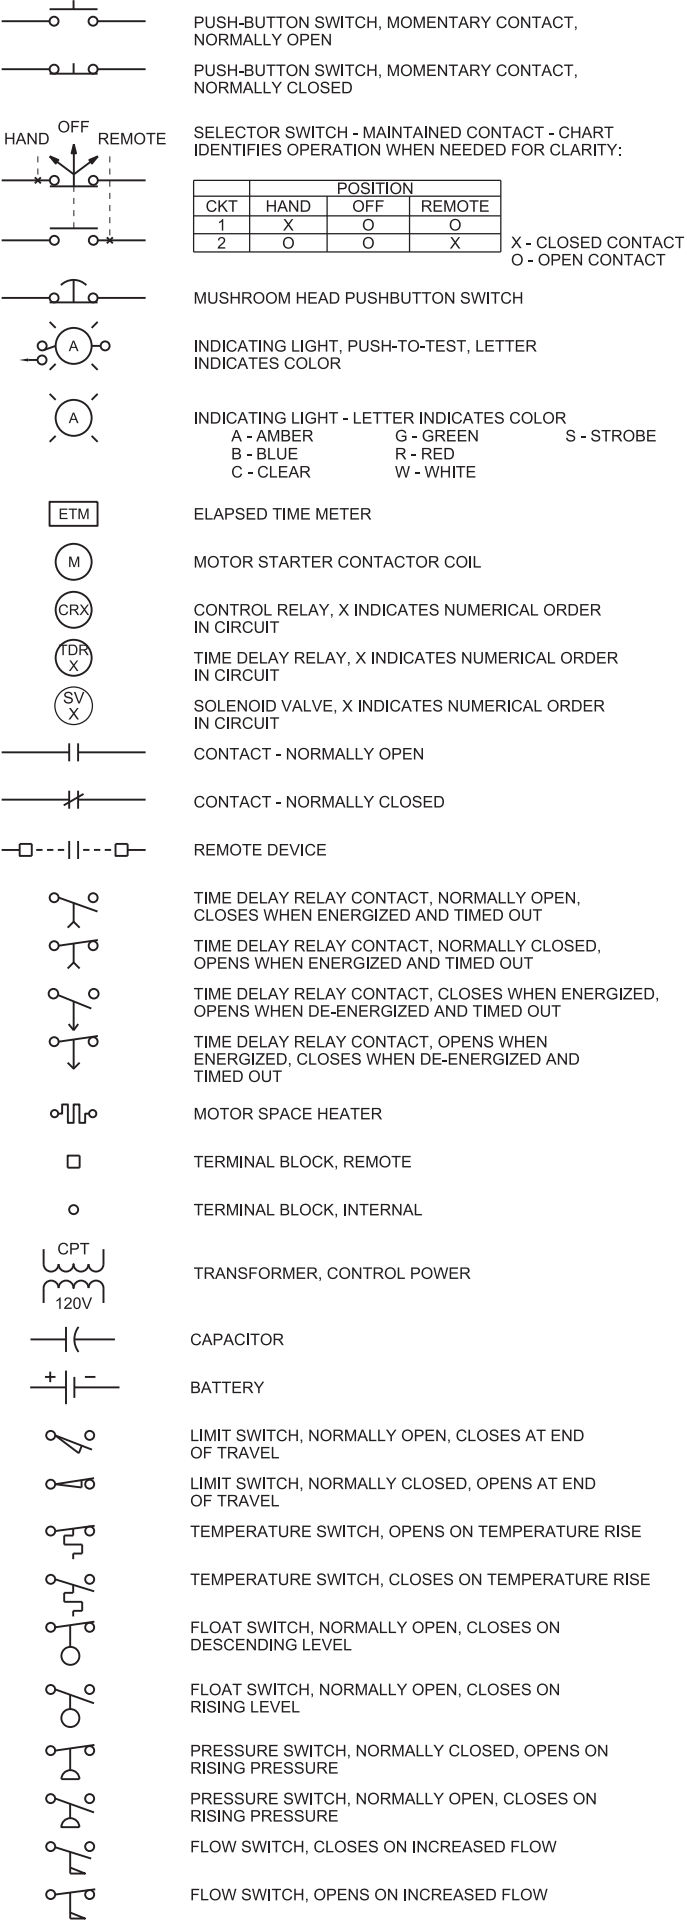 PUSH-BUTTON SWITCH, MOMENTARY CONTACT,
NORMALLY OPEN
PUSH-BUTTON SWITCH, MOMENTARY CONTACT,
NORMALLY CLOSED
HAND OFF REMOTE
SELECTOR SWITCH - MAINTAINED CONTACT - CHART
IDENTIFIES OPERATION WHEN NEEDED FOR CLARITY:
POSITION
CKT HAND OFF REMOTE
1 X O O
2 O O X
X - CLOSED CONTACT
O - OPEN CONTACT
MUSHROOM HEAD PUSHBUTTON SWITCH
A
INDICATING LIGHT, PUSH-TO-TEST, LETTER
INDICATES COLOR
A
INDICATING LIGHT - LETTER INDICATES COLOR
A - AMBER G - GREEN S - STROBE
B - BLUE R - RED
C - CLEAR W - WHITE
ETM ELAPSED TIME METER
M MOTOR STARTER CONTACTOR COIL
CRX CONTROL RELAY, X INDICATES NUMERICAL ORDER
IN CIRCUIT
TDR TIME DELAY RELAY, X INDICATES NUMERICAL ORDER
X IN CIRCUIT
SV SOLENOID VALVE, X INDICATES NUMERICAL ORDER
X IN CIRCUIT
CONTACT - NORMALLY OPEN
CONTACT - NORMALLY CLOSED
REMOTE DEVICE
TIME DELAY RELAY CONTACT, NORMALLY OPEN,
CLOSES WHEN ENERGIZED AND TIMED OUT
TIME DELAY RELAY CONTACT, NORMALLY CLOSED,
OPENS WHEN ENERGIZED AND TIMED OUT
TIME DELAY RELAY CONTACT, CLOSES WHEN ENERGIZED,
OPENS WHEN DE-ENERGIZED AND TIMED OUT
TIME DELAY RELAY CONTACT, OPENS WHEN
ENERGIZED, CLOSES WHEN DE-ENERGIZED AND
TIMED OUT
MOTOR SPACE HEATER
TERMINAL BLOCK, REMOTE
TERMINAL BLOCK, INTERNAL
CPT
TRANSFORMER, CONTROL POWER
120V
CAPACITOR
+ -
BATTERY
LIMIT SWITCH, NORMALLY OPEN, CLOSES AT END
OF TRAVEL
LIMIT SWITCH, NORMALLY CLOSED, OPENS AT END
OF TRAVEL
TEMPERATURE SWITCH, OPENS ON TEMPERATURE RISE
TEMPERATURE SWITCH, CLOSES ON TEMPERATURE RISE
FLOAT SWITCH, NORMALLY OPEN, CLOSES ON
DESCENDING LEVEL
FLOAT SWITCH, NORMALLY OPEN, CLOSES ON
RISING LEVEL
PRESSURE SWITCH, NORMALLY CLOSED, OPENS ON
RISING PRESSURE
PRESSURE SWITCH, NORMALLY OPEN, CLOSES ON
RISING PRESSURE
FLOW SWITCH, CLOSES ON INCREASED FLOW
FLOW SWITCH, OPENS ON INCREASED FLOW